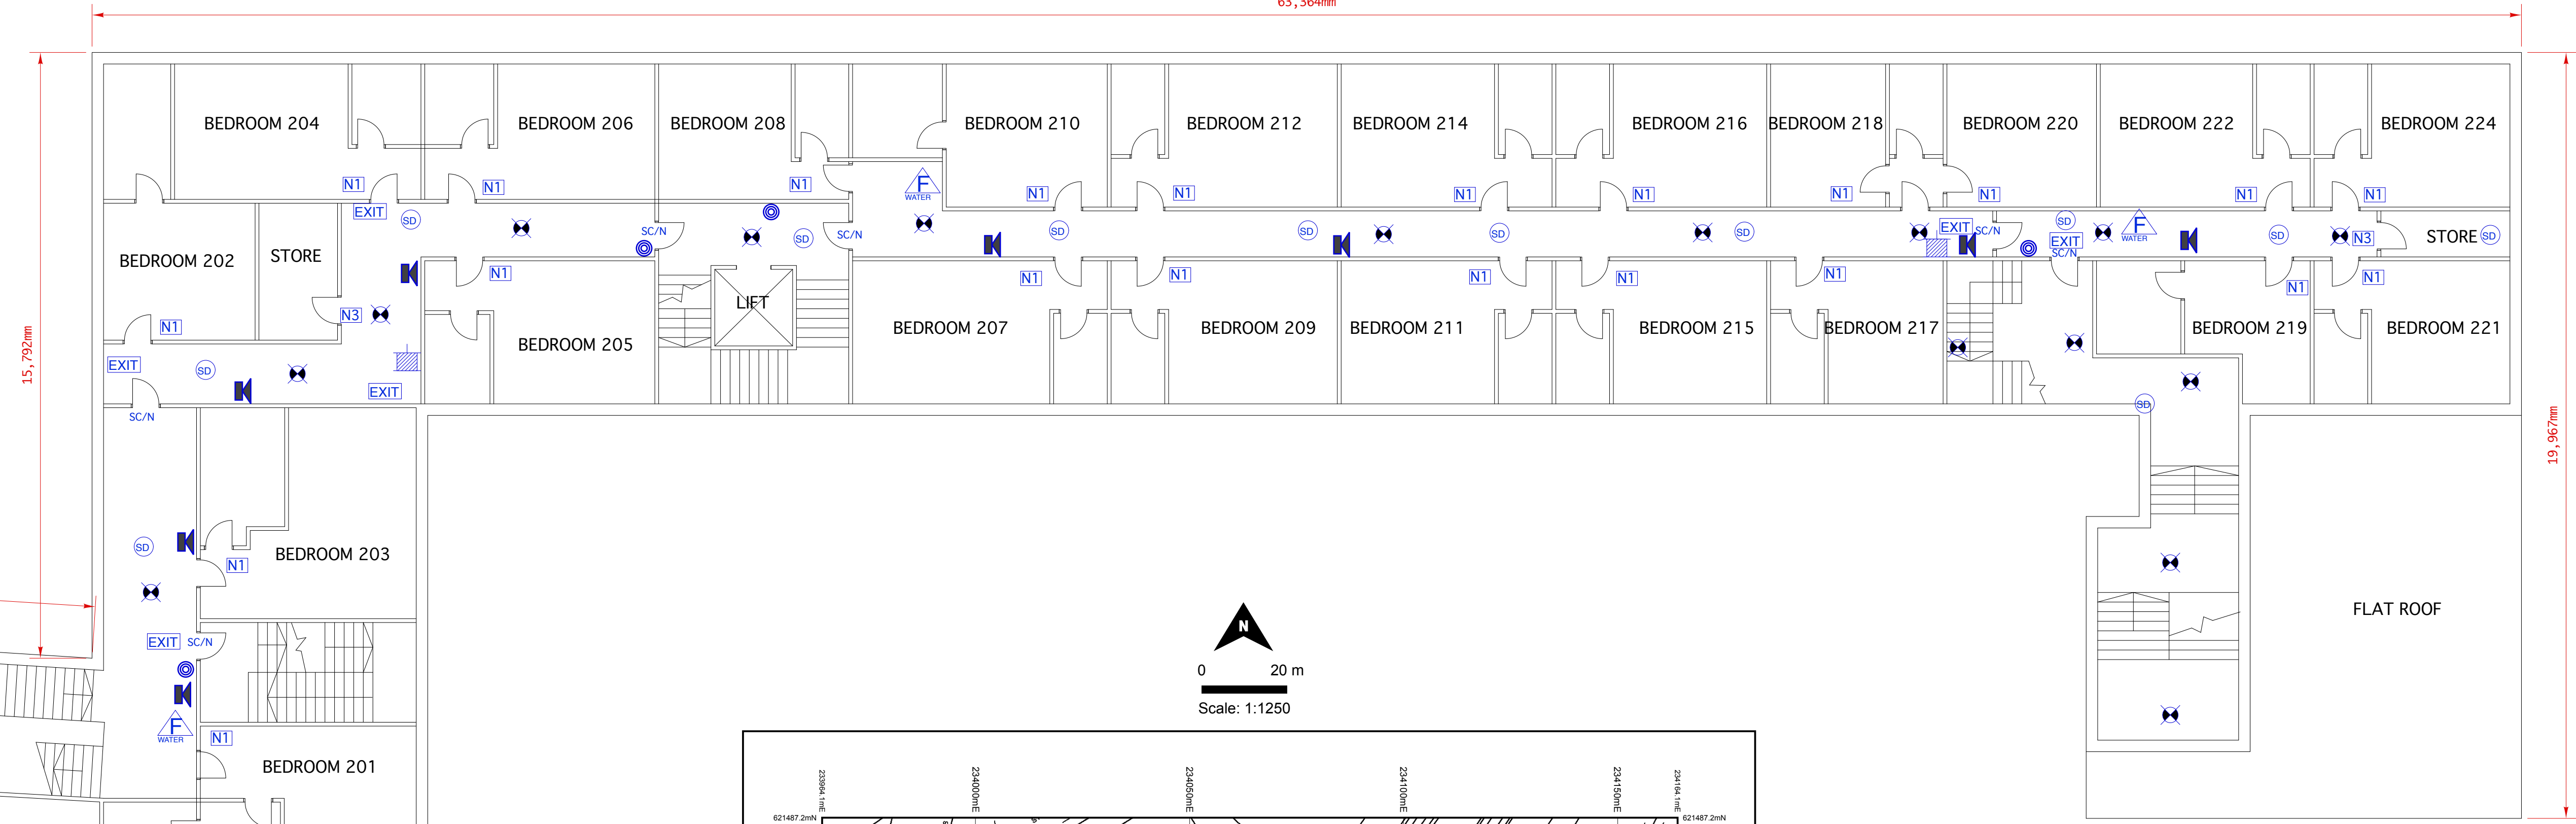 63,364mm
BEDROOM 204
BEDROOM 206
BEDROOM 208
BEDROOM 210
BEDROOM 212
BEDROOM 214
BEDROOM 216
BEDROOM 218
BEDROOM 220
BEDROOM 222
BEDROOM 224
N1
N1
N1
F
WATER
N1
N1
N1
N1
N1
N1
N1
N1
EXIT
SD
SC/N
SD
SC/N
SD
SD
SD
SD
EXIT
SC/N
SD
EXIT
SC/N
F
WATER
SD
N3
STORE
SD
BEDROOM 202
STORE
N1
N1
N1
N1
N1
N1
N1
N1
N3
N1
LIFT
BEDROOM 205
BEDROOM 207
BEDROOM 209
BEDROOM 211
BEDROOM 215
BEDROOM 217
BEDROOM 219
BEDROOM 221
15,792mm
EXIT
SD
EXIT
SC/N
SD
19,967mm
SD
BEDROOM 203
N1
EXIT
SC/N
F
WATER
N1
BEDROOM 201
FLAT ROOF
N
0 20 m
Scale: 1:1250
233964.1mE
234000mE
234050mE
234100mE
234150mE
234164.1mE
621487.2mN
621487.2mN